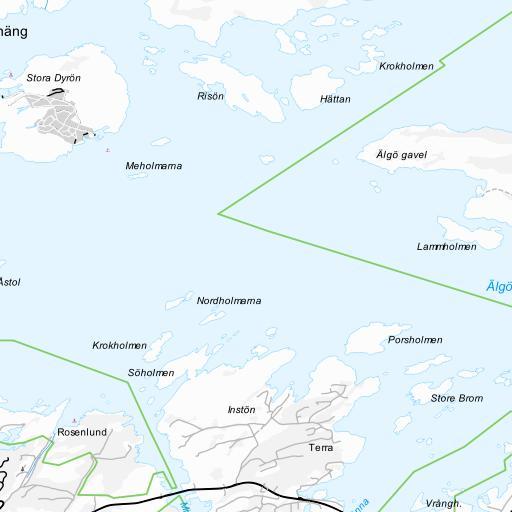 häng
Krokholmen
Stora Dyrön
Risön
Hättan
Älgö gavel
Meholmarna
Lammholmen
Åstol
Älgö
Nordholmarna
Krokholmen
Porsholmen
Söholmen
Store Brom
Instön
Rosenlund
Terra
Vrångh.